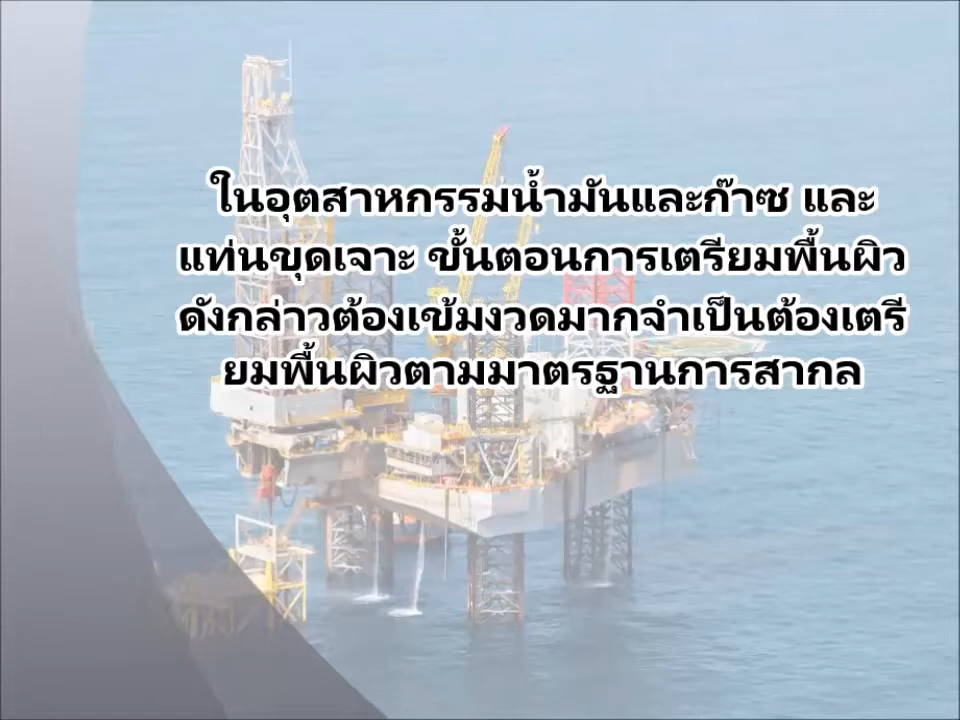 ในอุตสาหกรรมน้ำมันและก๊าซ และ
แท่นขุดเจาะ ขั้นตอนการเตรียมพื้นผิว
ดังกล่าวต้องเข้มงวดมากจำเป็นต้องเตรี
ยมพื้นผิวตามมาตรฐานการสากล